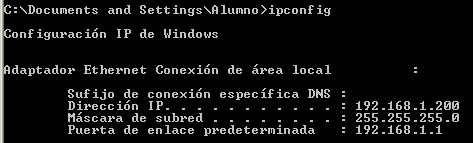 C:\Documents and Settings\Alumno>ipconfig
Configuración IP de Windows
Adaptador Ethernet Conexión de área local :
Sufijo de conexión específica DNS :
Dirección IP. . . . . . . . . . . : 192.168.1.200
Máscara de subred . . . . . . . . : 255.255.255.0
Puerta de enlace predeterminada : 192.168.1.1